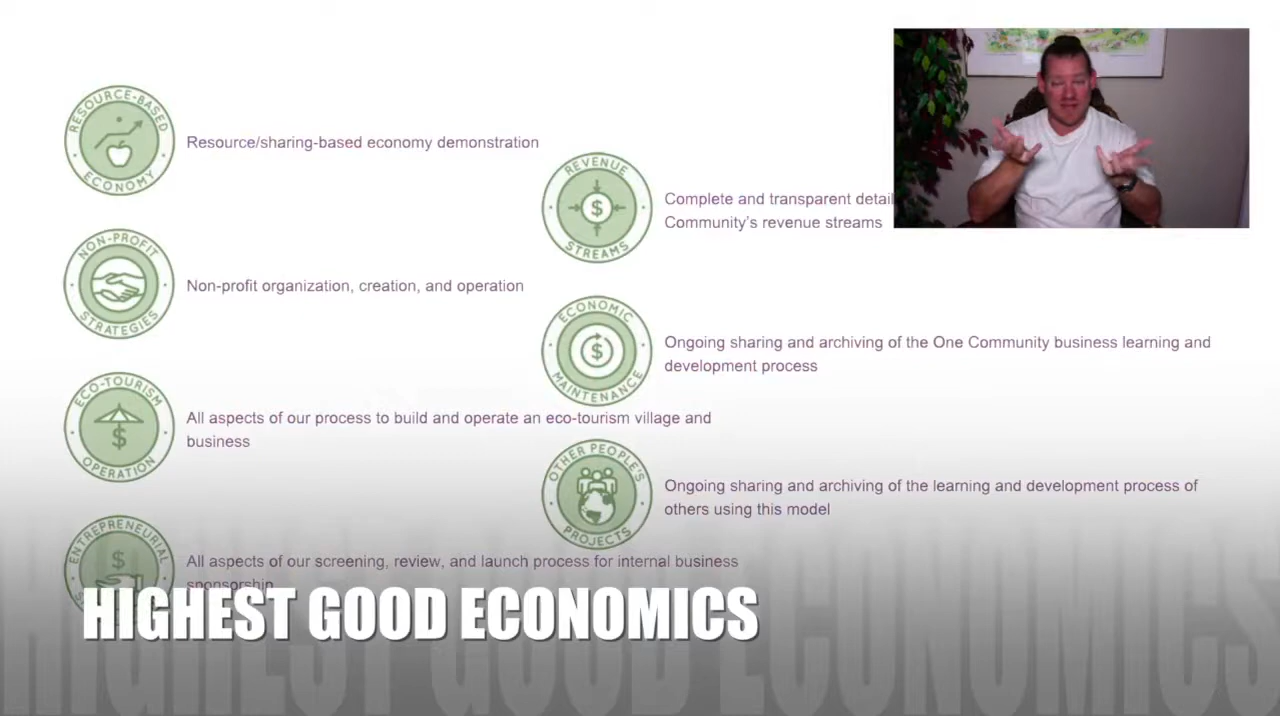 RESOURCE-BASED
ECONOMY
Resource/sharing-based economy demonstration
NON-PROFIT
STRATEGIES
Non-profit organization, creation, and operation
ECO-TOURISM
$
OPERATION
All aspects of our process to build and operate an eco-tourism village and
business
ENTREPRENEURIAL
$
All aspects of our screening, review, and launch process for internal business
sponsorship
REVENUE
$
STREAMS
Complete and transparent detail
Community's revenue streams
ECONOMIC
$
MAINTENANCE
Ongoing sharing and archiving of the One Community business learning and
development process
OTHER PEOPLE'S
PROJECTS
Ongoing sharing and archiving of the learning and development process of
others using this model
HIGHEST GOOD ECONOMICS
HIGHEST GOOD ECONOMICS